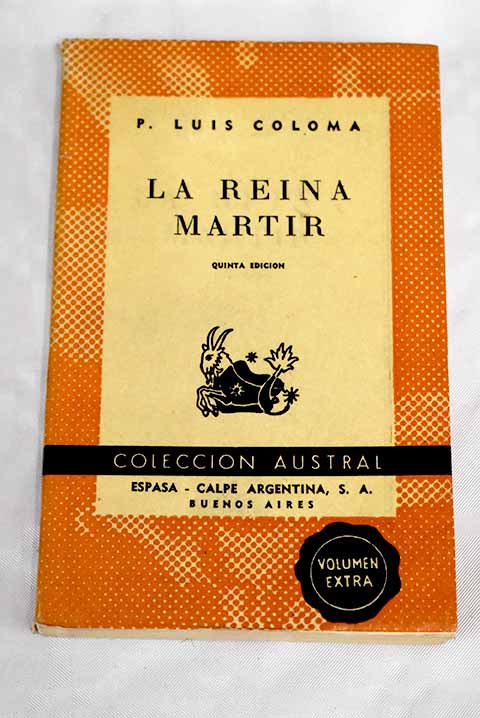 P. LUIS COLOMA
LA REINA
MARTIR
QUINTA EDICION
COLECCION AUSTRAL
ESPASA - CALPE ARGENTINA, S. A.
BUENOS AIRES
VOLUMEN
EXTRA